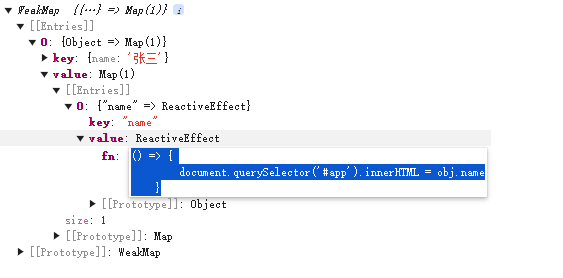 ▼ WeakMap {{…} => Map(1)} i
▼ [[Entries]]
▼ 0: {Object => Map(1)}
▶ key: {name: '张三'}
▼ value: Map(1)
▼ [[Entries]]
▼ 0: {"name" => ReactiveEffect}
key: "name"
▼ value: ReactiveEffect
fn: () => {
document.querySelector('#app').innerHTML = obj.name
}
▶ [[Prototype]]: Object
size: 1
▶ [[Prototype]]: Map
▶ [[Prototype]]: WeakMap